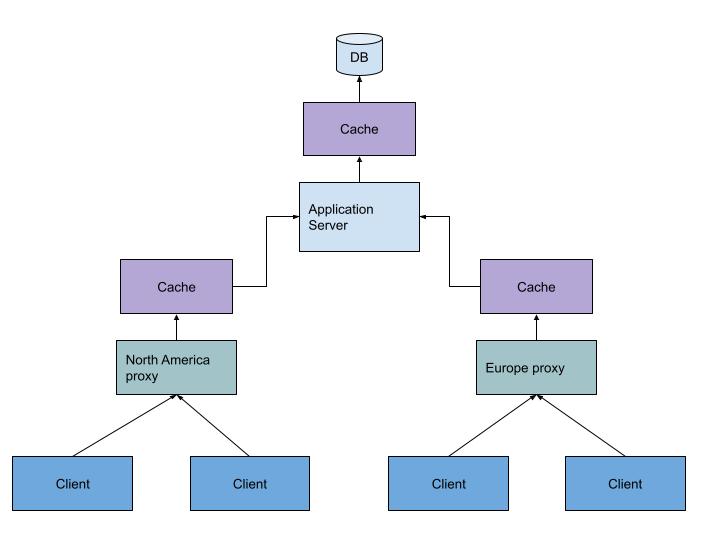 DB
Cache
Application
Server
Cache
Cache
North America
proxy
Europe proxy
Client
Client
Client
Client